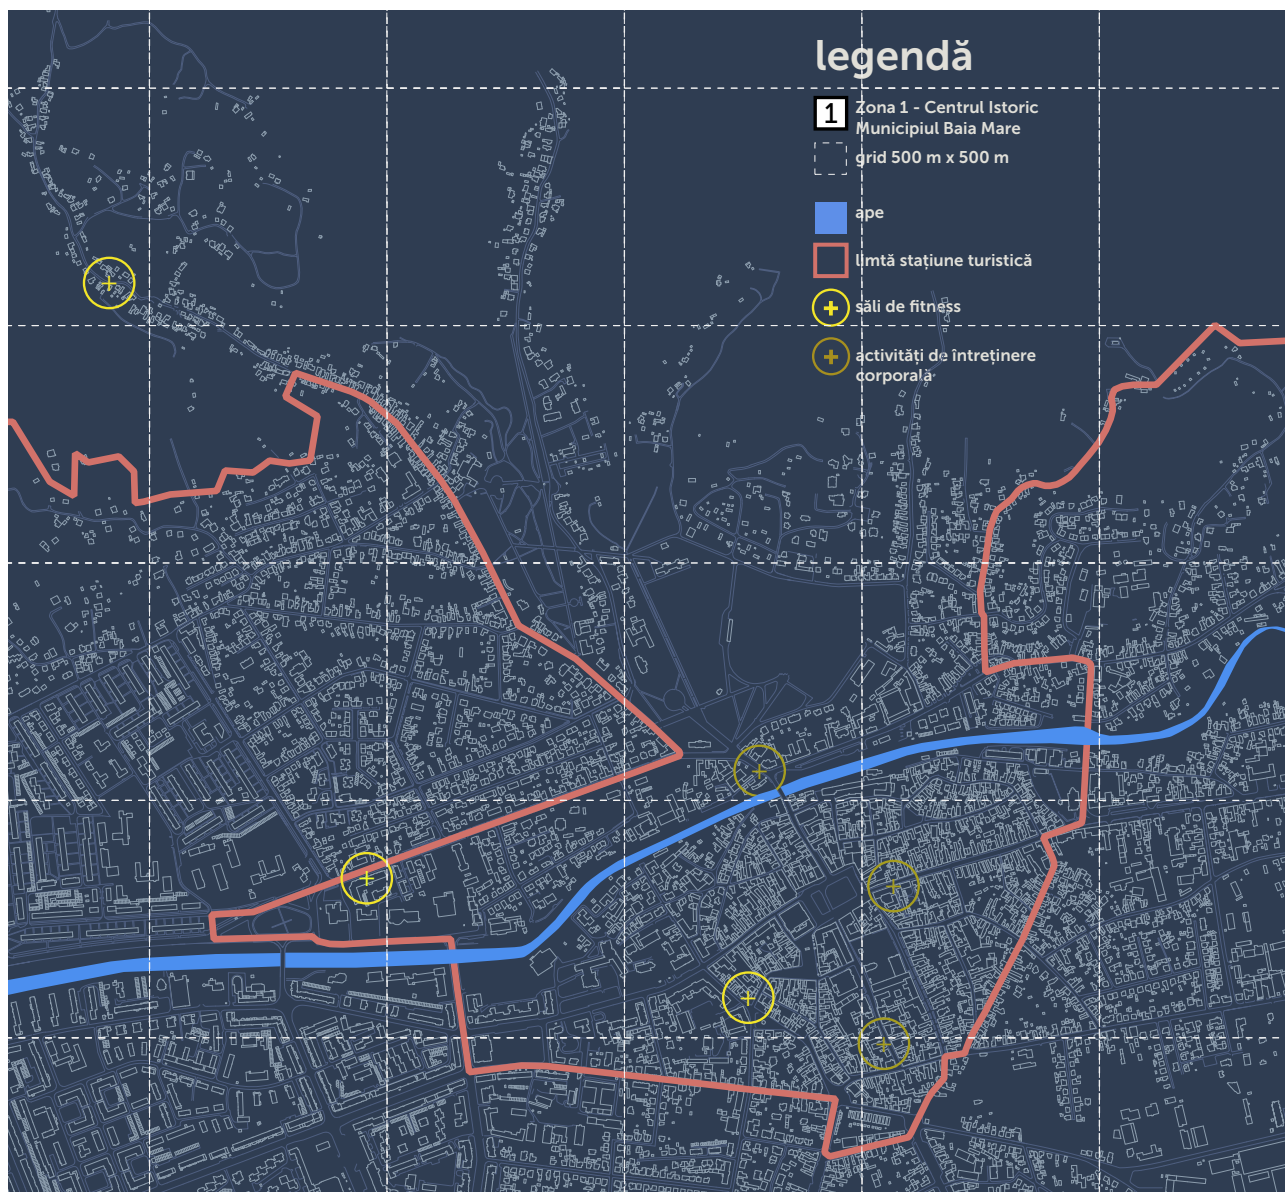 legendă
1
Zona 1 - Centrul Istoric
Municipiul Baia Mare
grid 500 m x 500 m
ape
limtă stațiune turistică
săli de fitness
activități de întreținere
corporală